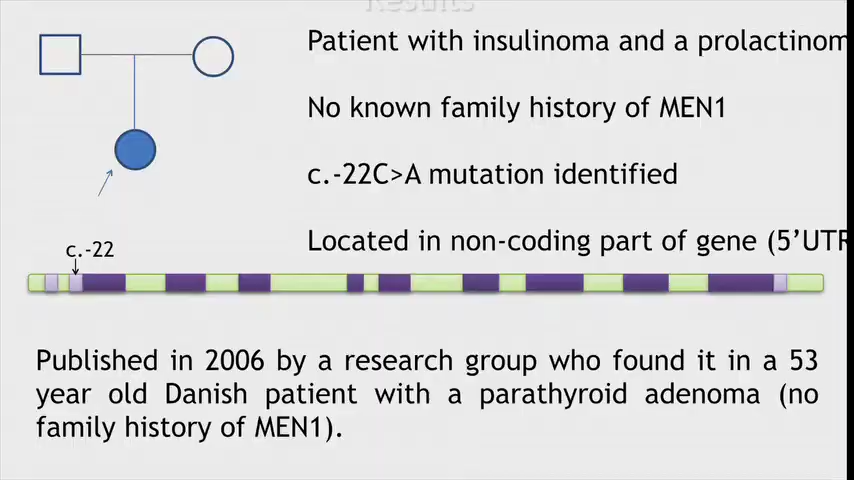 Results
Patient with insulinoma and a prolactinom
No known family history of MEN1
c.-22C>A mutation identified
Located in non-coding part of gene (5’UTR
c.-22
Published in 2006 by a research group who found it in a 53
year old Danish patient with a parathyroid adenoma (no
family history of MEN1).